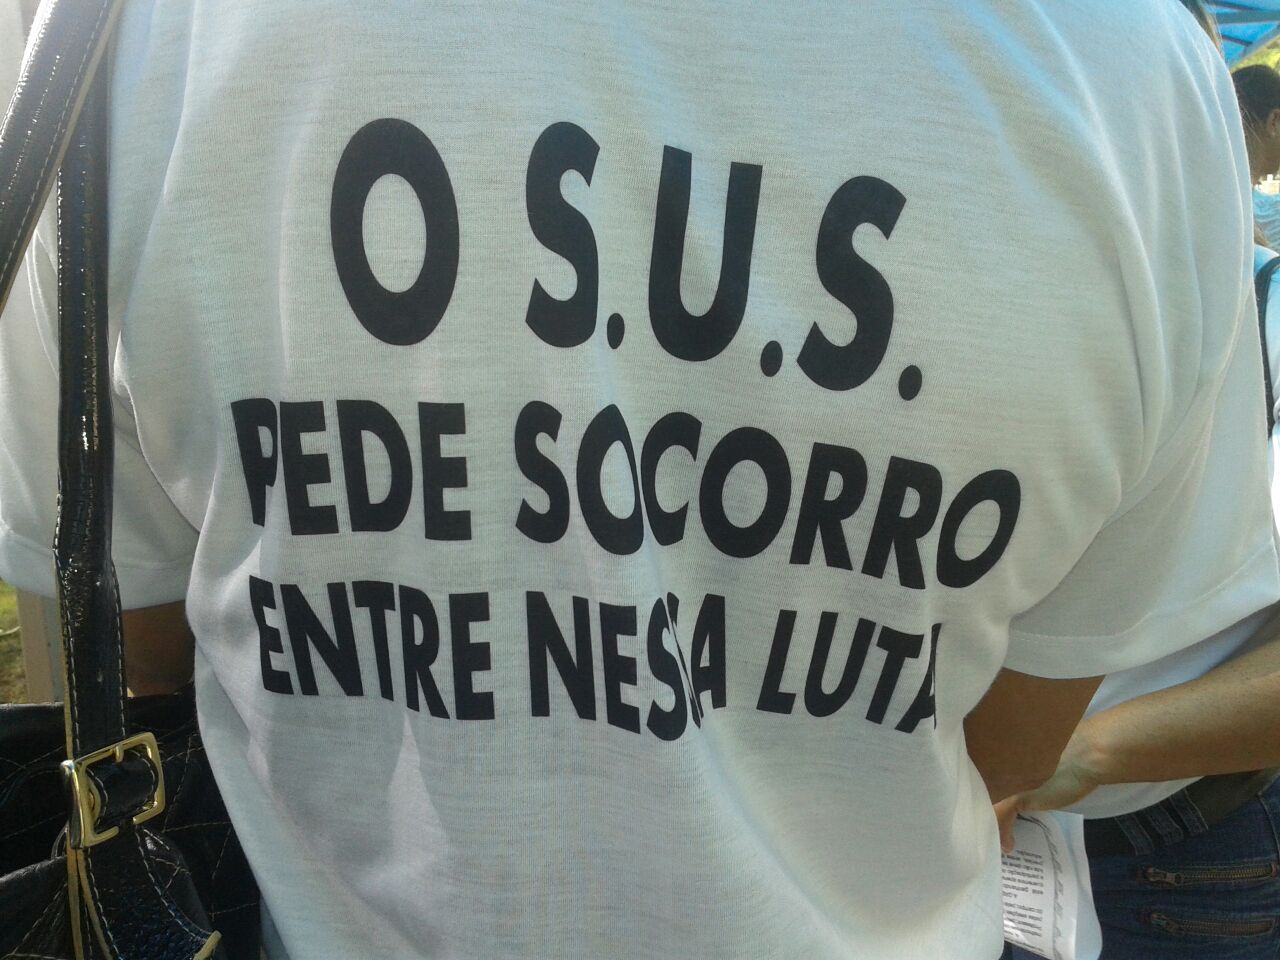 O S.U.S.
PEDE SOCORRO
ENTRE NESSA LUTA